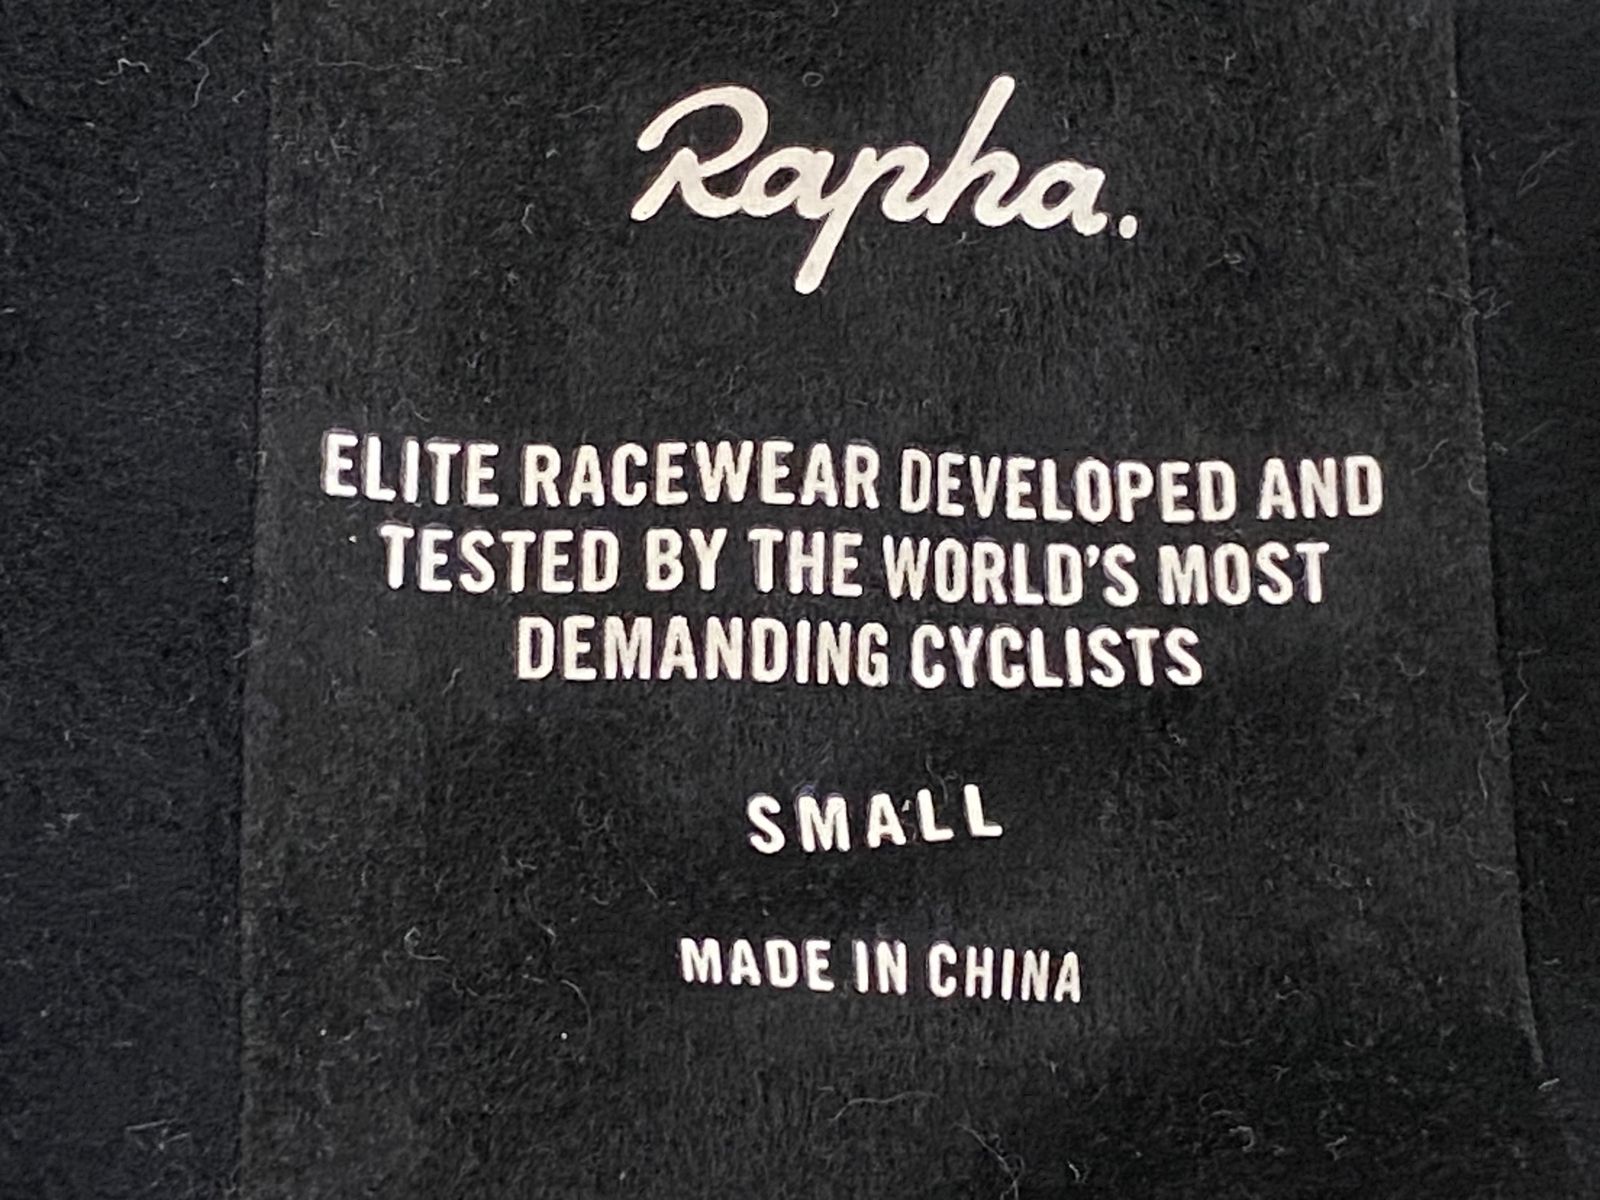 Rapha.
ELITE RACEWEAR DEVELOPED AND
TESTED BY THE WORLD'S MOST
DEMANDING CYCLISTS
SMALL
MADE IN CHINA